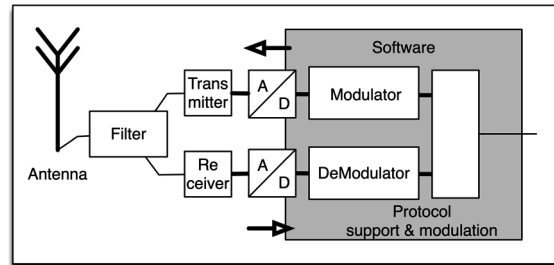 Software
Trans
mitter
A
D
Modulator
Filter
Antenna
Re
ceiver
A
D
DeModulator
Protocol
support & modulation